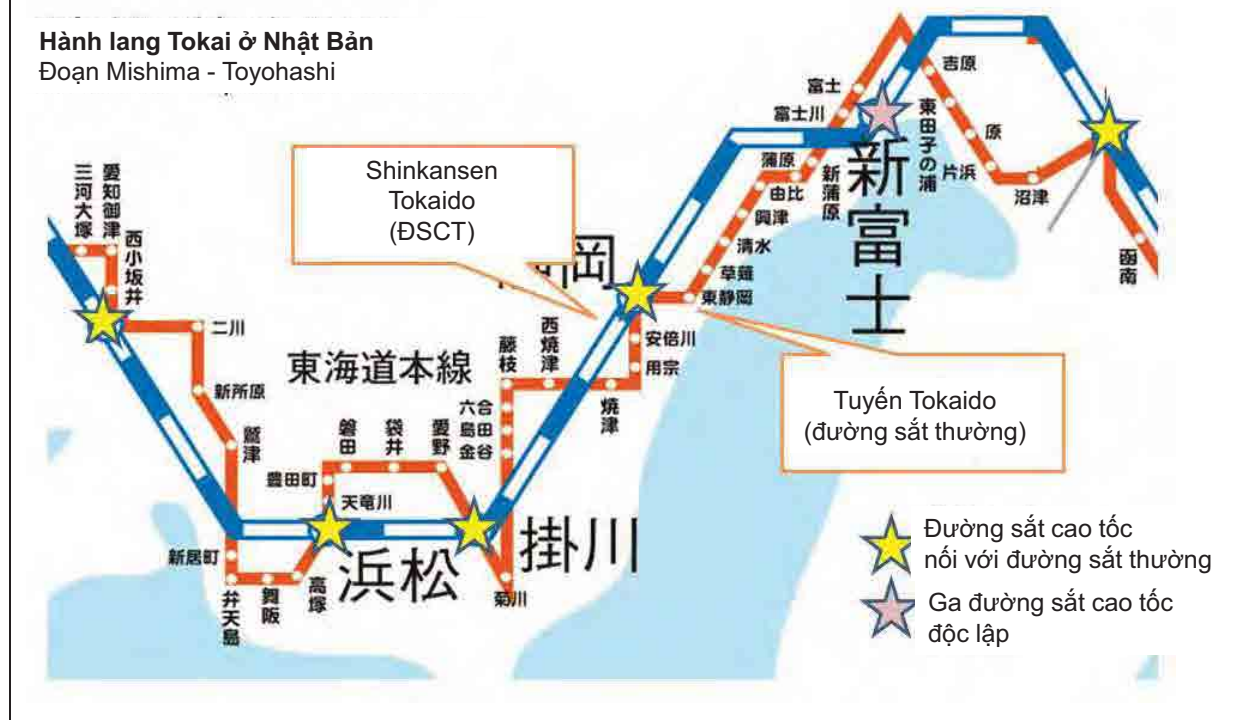 Hành lang Tokai ở Nhật Bản
Đoạn Mishima - Toyohashi
Shinkansen
Tokaido
(ĐSCT)
Tuyến Tokaido
(đường sắt thường)
Đường sắt cao tốc
nối với đường sắt thường
Ga đường sắt cao tốc
độc lập
東海道本線
三河大塚
愛知御津
西小坂井
二川
新所原
鷲津
新居町
弁天島
舞阪
高塚
浜松
天竜川
豊田町
磐田
袋井
愛野
掛川
菊川
金谷
島田
六合
藤枝
西焼津
焼津
用宗
安倍川
岡
東静岡
草薙
清水
興津
由比
蒲原
新蒲原
富士川
富士
新富士
吉原
東田子の浦
原
片浜
沼津
函南